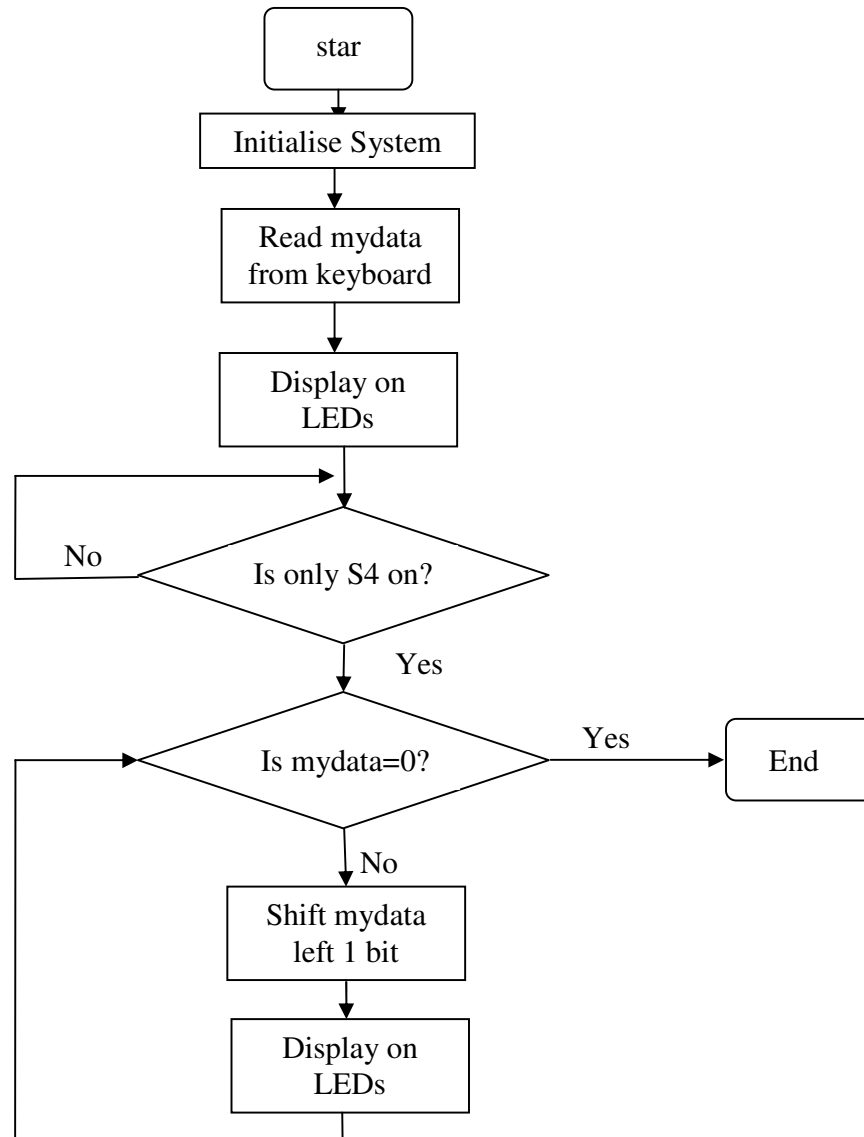 star
Initialise System
Read mydata
from keyboard
Display on
LEDs
No
Is only S4 on?
Yes
Is mydata=0?
Yes
End
No
Shift mydata
left 1 bit
Display on
LEDs